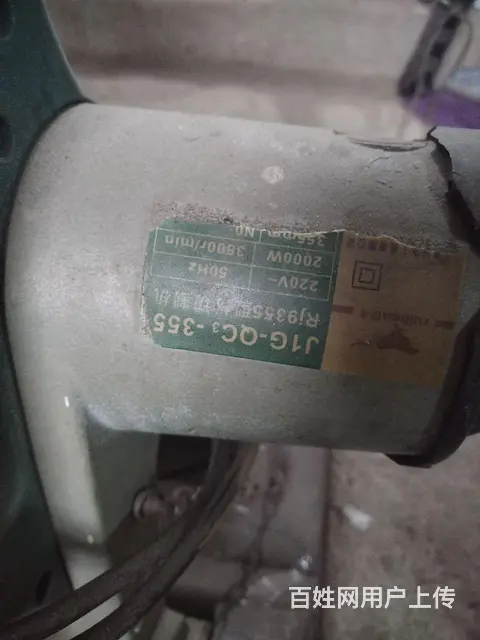 J1G-QC3-355
Rj9355型材切割机
220V~ 50Hz
2000W 3800r/min
355mm No
百姓网用户上传